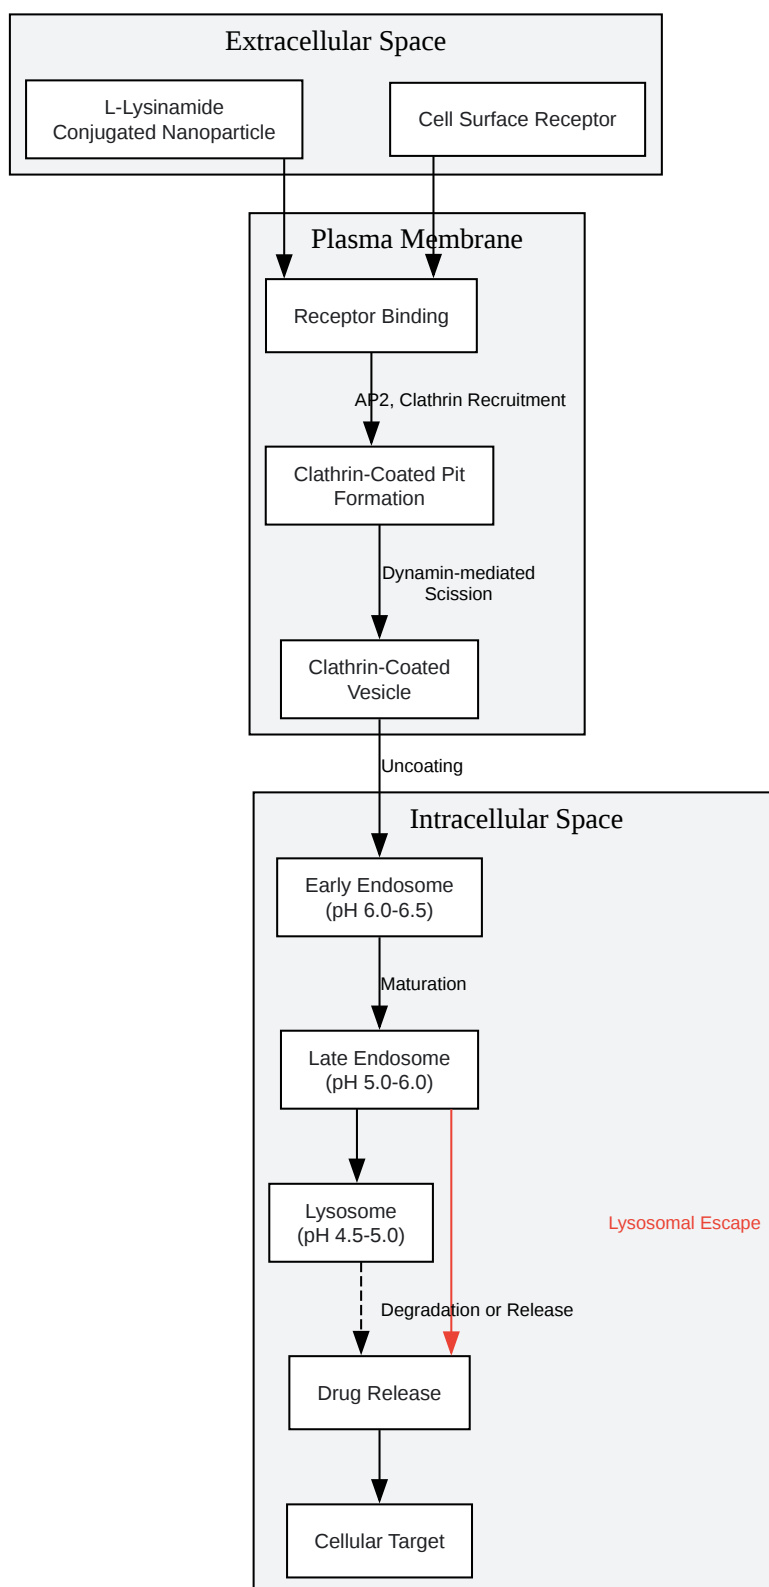 Extracellular Space
L-Lysinamide
Conjugated Nanoparticle
Cell Surface Receptor
Plasma Membrane
Receptor Binding
AP2, Clathrin Recruitment
Clathrin-Coated Pit
Formation
Dynamin-mediated
Scission
Clathrin-Coated
Vesicle
Uncoating
Intracellular Space
Early Endosome
(pH 6.0-6.5)
Maturation
Late Endosome
(pH 5.0-6.0)
Lysosome
(pH 4.5-5.0)
Lysosomal Escape
Degradation or Release
Drug Release
Cellular Target